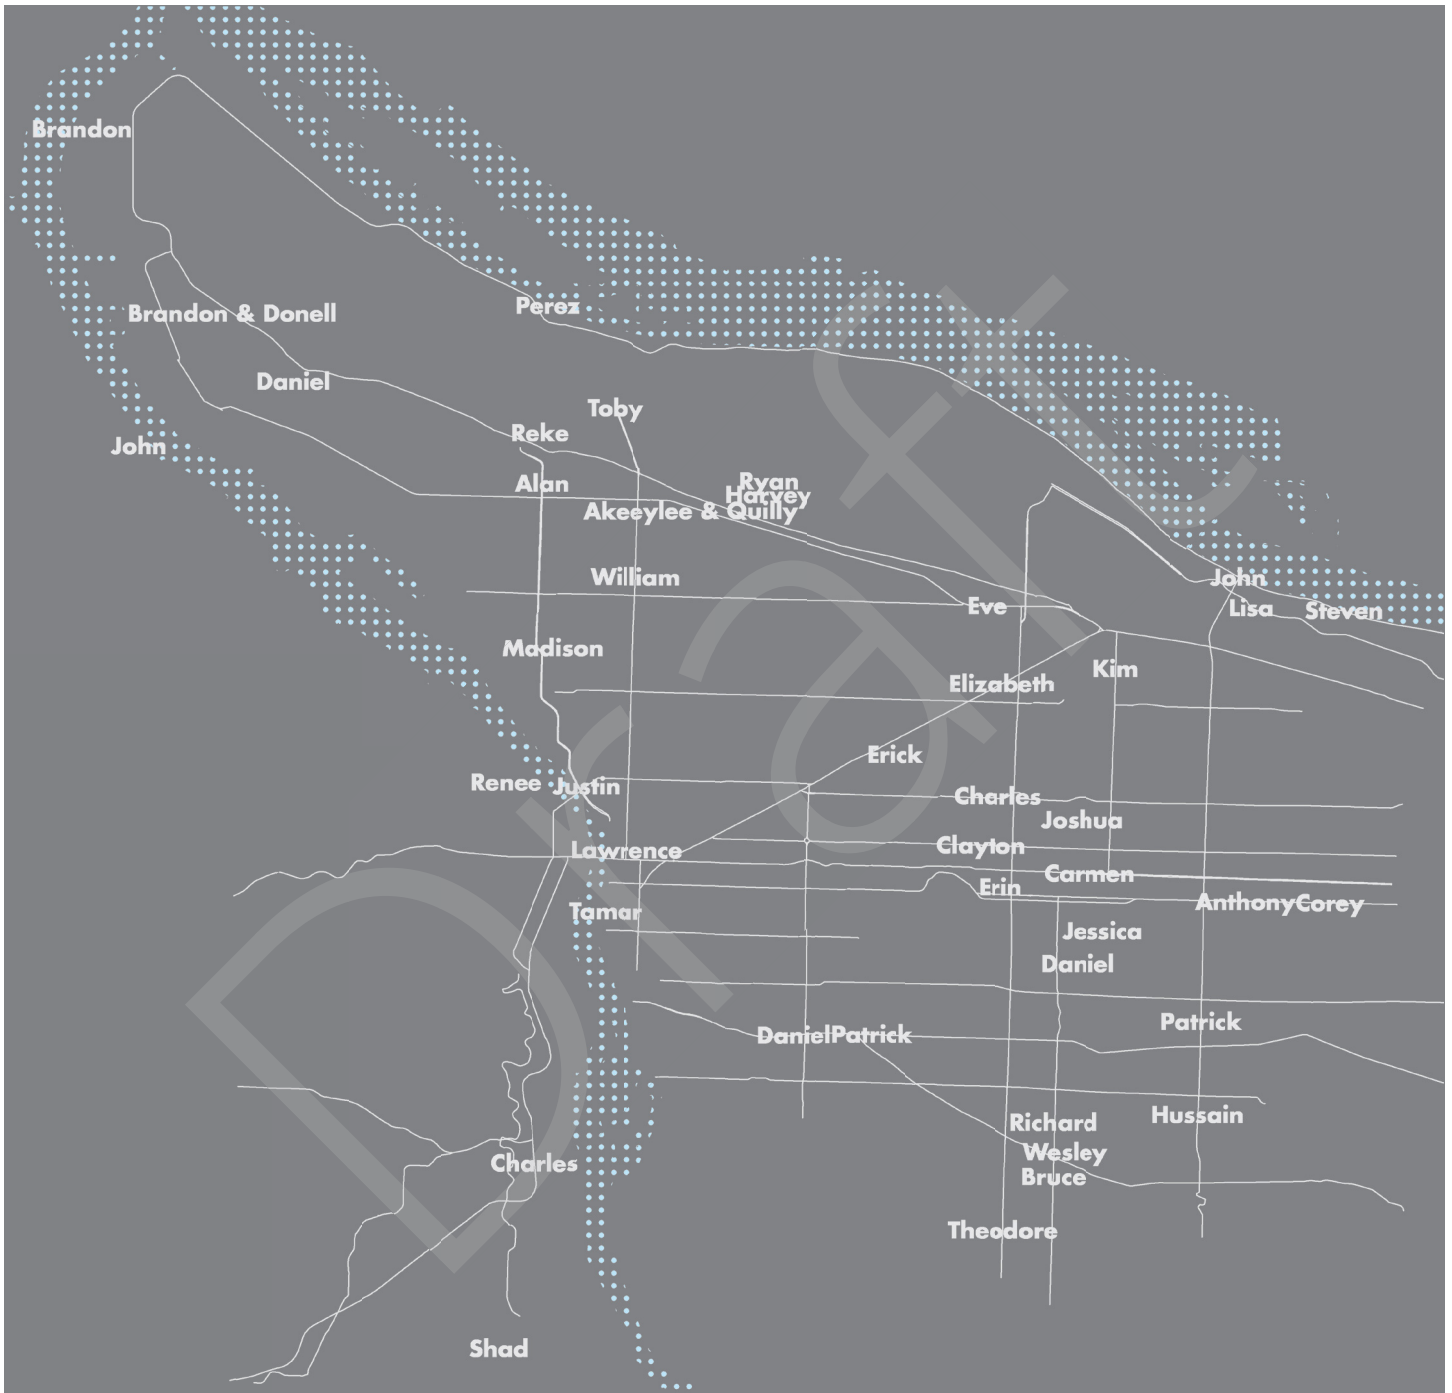 Brandon
Perez
Brandon & Donell
Daniel
Toby
Reke
John
Ryan
Alan
Harvey
Akeeylee & Quilly
William
John
Eve
Lisa
Steven
Madison
Kim
Elizabeth
Erick
Renee
Justin
Charles
Joshua
Clayton
Lawrence
Carmen
Erin
AnthonyCorey
Tamar
Jessica
Daniel
Patrick
DanielPatrick
Hussain
Richard
Wesley
Charles
Bruce
Theodore
Shad
Draft